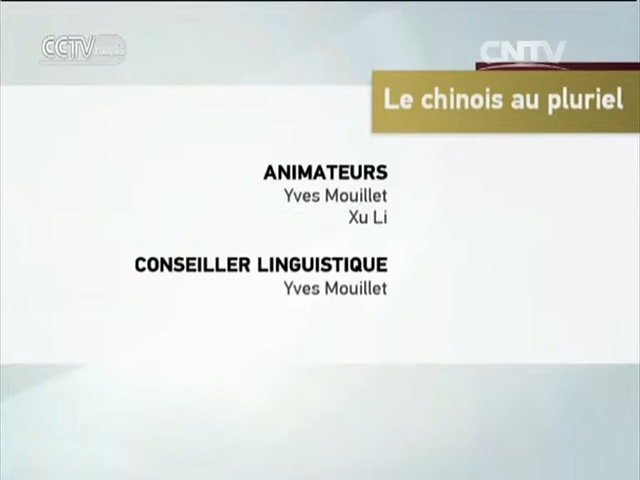 CCTV
CNTV
Le chinois au pluriel
ANIMATEURS
Yves Mouillet
Xu Li
CONSEILLER LINGUISTIQUE
Yves Mouillet